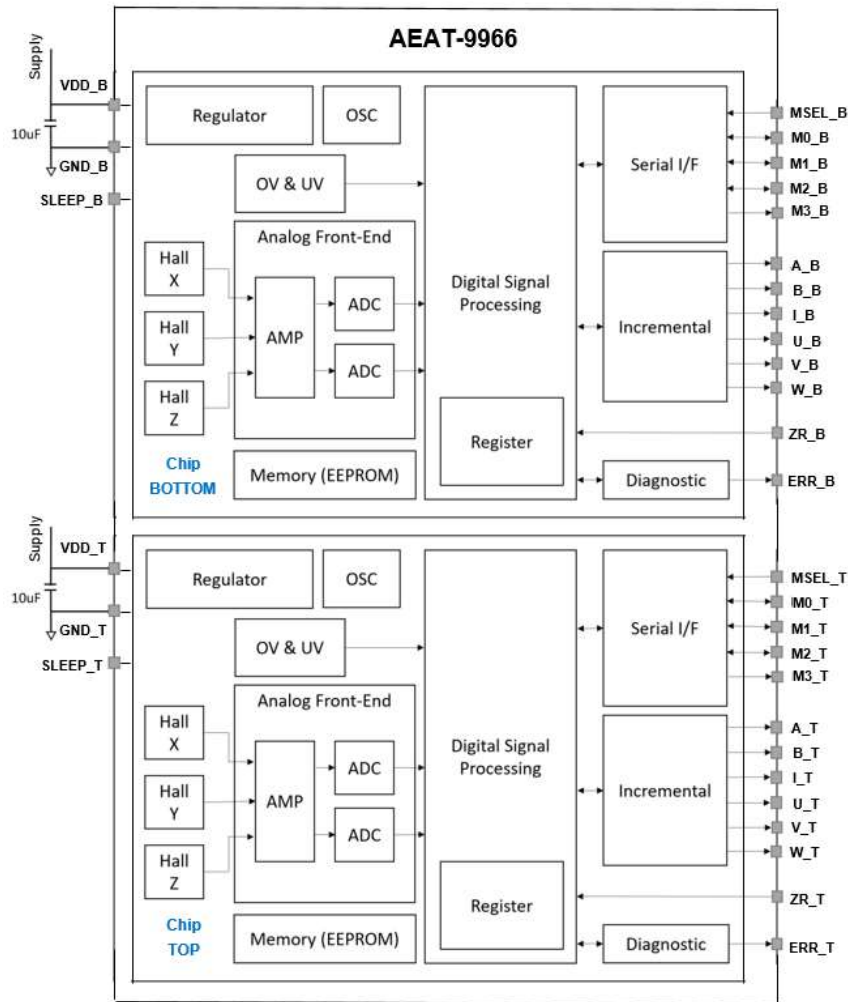 AEAT-9966
Supply
VDD_B
10uF
GND_B
SLEEP_B
Regulator
OSC
OV & UV
Analog Front-End
Hall
X
Hall
Y
Hall
Z
AMP
ADC
ADC
Chip
BOTTOM
Memory (EEPROM)
Digital Signal
Processing
Register
Serial I/F
Incremental
Diagnostic
MSEL_B
M0_B
M1_B
M2_B
M3_B
A_B
B_B
I_B
U_B
V_B
W_B
ZR_B
ERR_B
Supply
VDD_T
10uF
GND_T
SLEEP_T
Regulator
OSC
OV & UV
Analog Front-End
Hall
X
Hall
Y
Hall
Z
AMP
ADC
ADC
Chip
TOP
Memory (EEPROM)
Digital Signal
Processing
Register
Serial I/F
Incremental
Diagnostic
MSEL_T
M0_T
M1_T
M2_T
M3_T
A_T
B_T
I_T
U_T
V_T
W_T
ZR_T
ERR_T